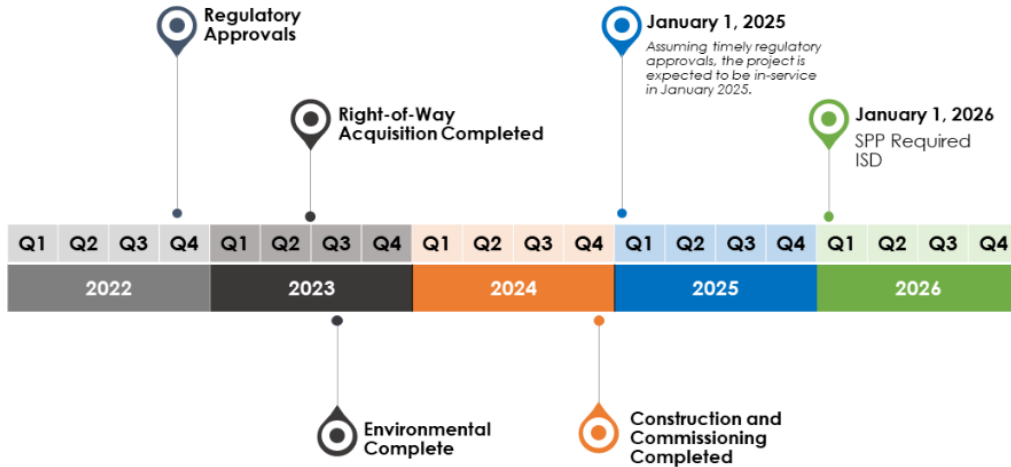 Regulatory
Approvals
January 1, 2025
Assuming timely regulatory
approvals, the project is
expected to be in-service
in January 2025.
Right-of-Way
Acquisition Completed
January 1, 2026
SPP Required
ISD
Q1 Q2 Q3 Q4 Q1 Q2 Q3 Q4 Q1 Q2 Q3 Q4 Q1 Q2 Q3 Q4 Q1 Q2 Q3 Q4
2022 2023 2024 2025 2026
Environmental
Complete
Construction and
Commissioning
Completed